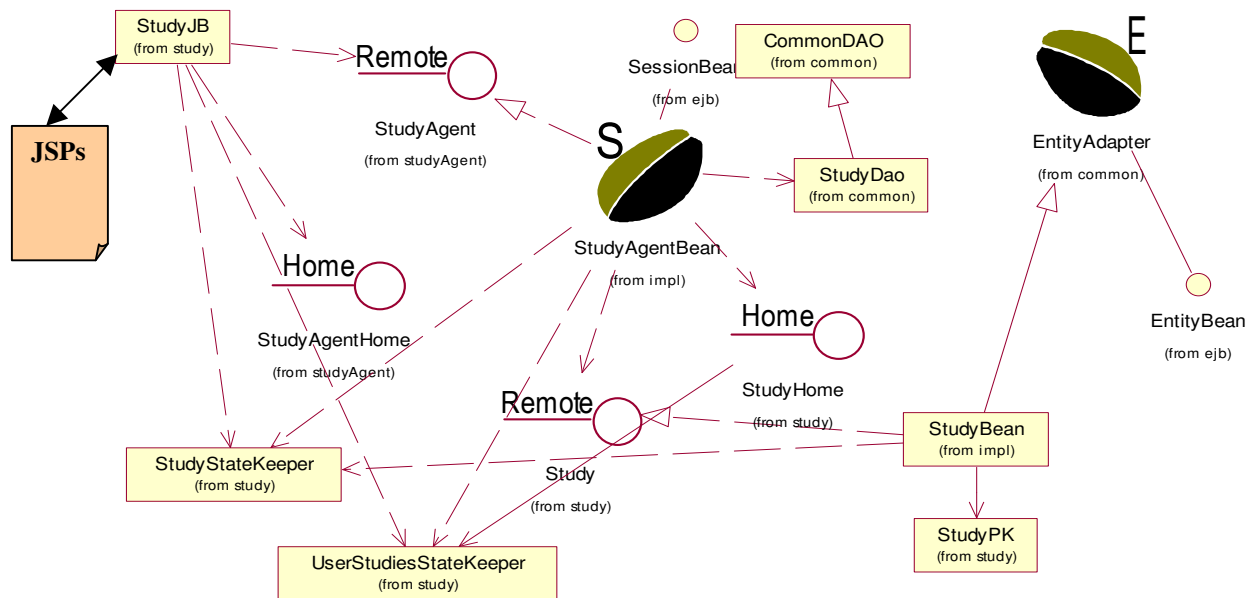 StudyJB
(from study)
JSPs
Remote
StudyAgent
(from studyAgent)
SessionBean
(from ejb)
CommonDAO
(from common)
E
EntityAdapter
(from common)
S
StudyDao
(from common)
StudyAgentBean
(from impl)
Home
StudyAgentHome
(from studyAgent)
Home
StudyHome
(from study)
EntityBean
(from ejb)
Remote
Study
(from study)
StudyBean
(from impl)
StudyStateKeeper
(from study)
UserStudiesStateKeeper
(from study)
StudyPK
(from study)